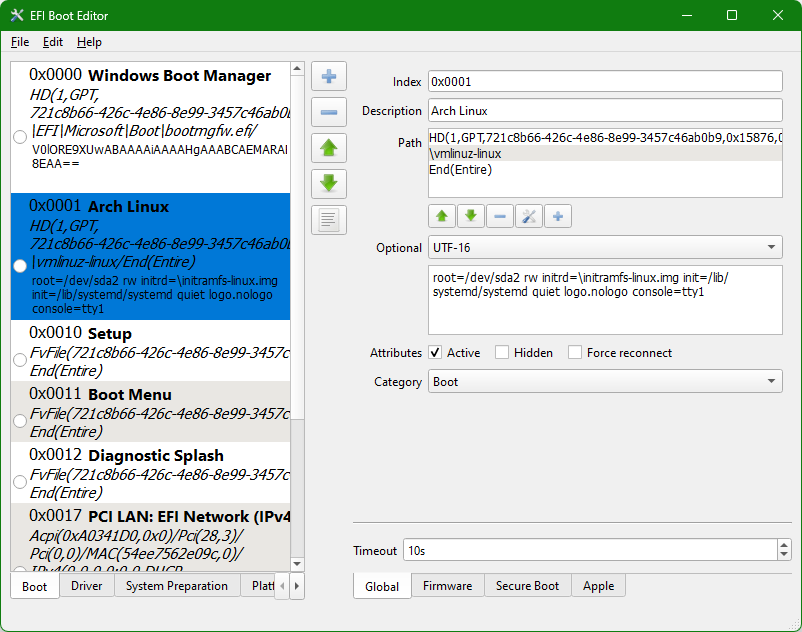 EFI Boot Editor
File Edit Help
0x0000 Windows Boot Manager
HD(1,GPT,
721c8b66-426c-4e86-8e99-3457c46ab0b
\EFI\Microsoft\Boot\bootmgfw.efi/
8EAA==
0x0001 Arch Linux
HD(1,GPT,
721c8b66-426c-4e86-8e99-3457c46ab0b
\vmlinuz-linux/End(Entire)
root=/dev/sda2 rw initrd=\initramfs-linux.img
init=/lib/systemd/systemd quiet logo.nologo
console=tty1
0x0010 Setup
FvFile(721c8b66-426c-4e86-8e99-3457c
End(Entire)
0x0011 Boot Menu
FvFile(721c8b66-426c-4e86-8e99-3457c
End(Entire)
0x0012 Diagnostic Splash
FvFile(721c8b66-426c-4e86-8e99-3457c
End(Entire)
0x0017 PCI LAN: EFI Network (IPv4
Acpi(0xA0341D0,0x0)/Pci(28,3)/
Pci(0,0)/MAC(54ee7562e09c,0)/
Boot Driver System Preparation Platf
Index 0x0001
Description Arch Linux
Path HD(1,GPT,721c8b66-426c-4e86-8e99-3457c46ab0b9,0x15876,0
\vmlinuz-linux
End(Entire)
Optional UTF-16
root=/dev/sda2 rw initrd=\initramfs-linux.img init=/lib/
systemd/systemd quiet logo.nologo console=tty1
Attributes Active Hidden Force reconnect
Category Boot
Timeout 10s
Global Firmware Secure Boot Apple